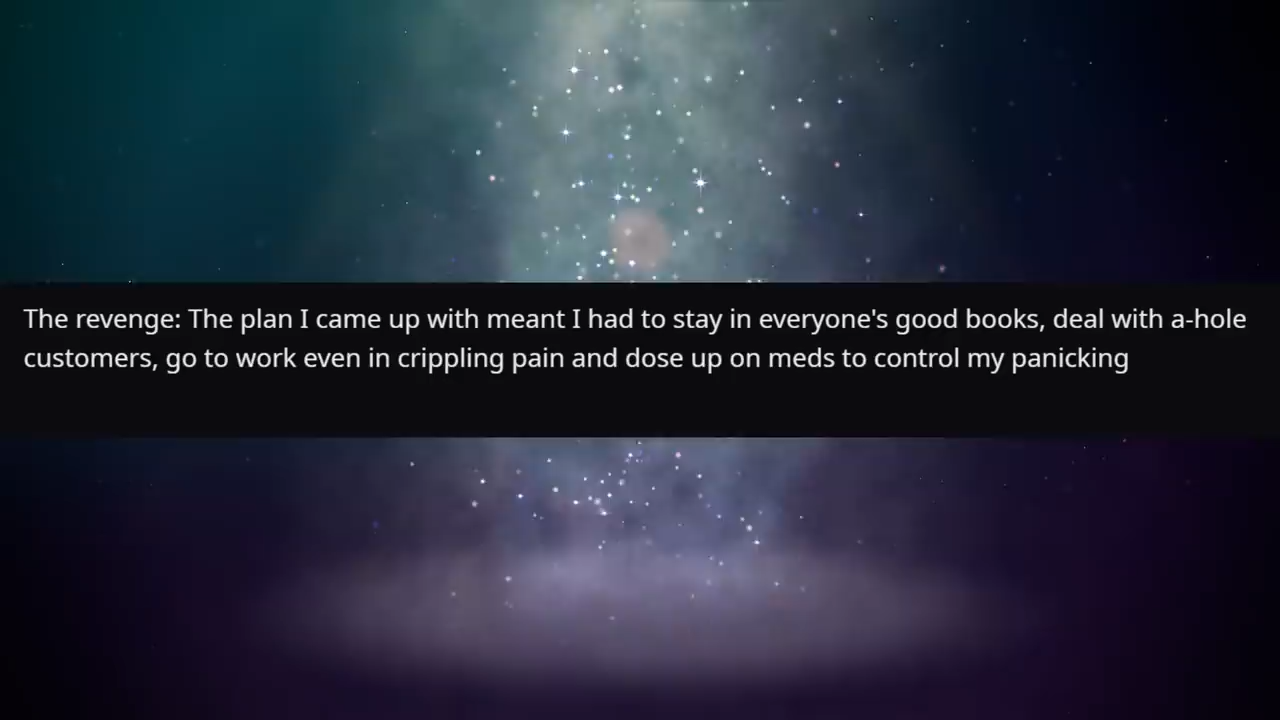 The revenge: The plan I came up with meant I had to stay in everyone's good books, deal with a-hole
customers, go to work even in crippling pain and dose up on meds to control my panicking